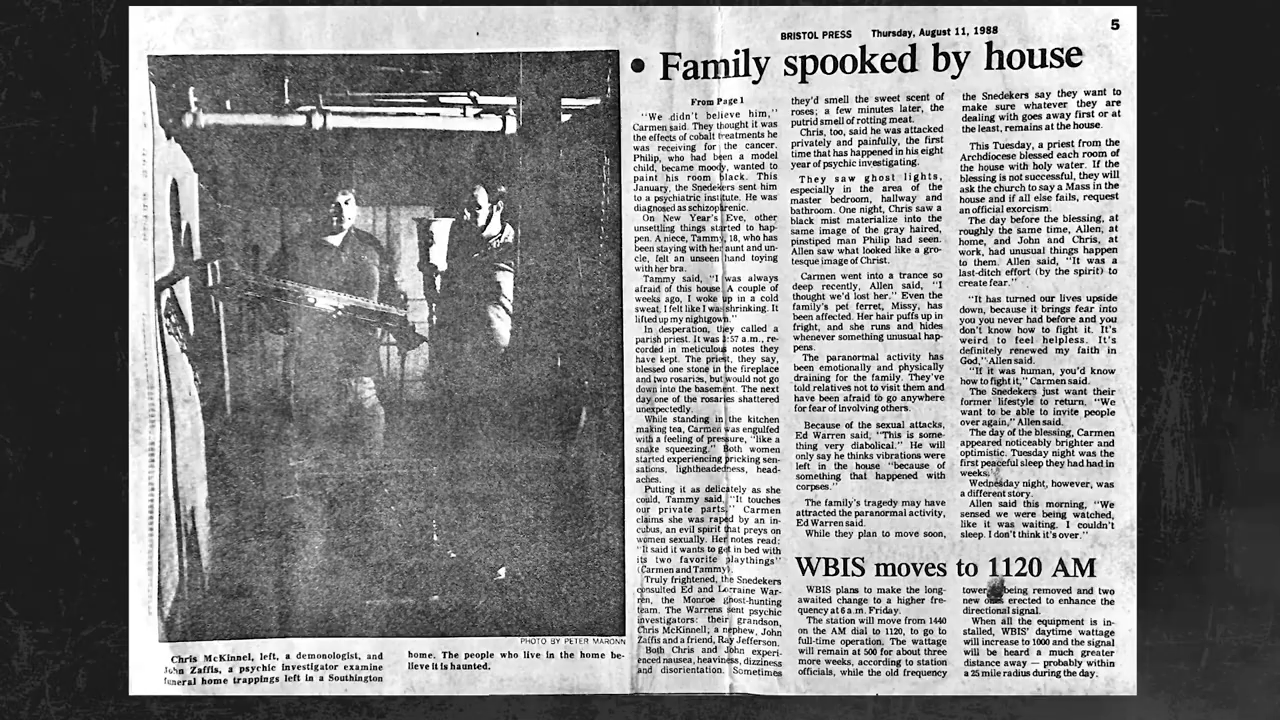 5
BRISTOL PRESS Thursday, August 11, 1988
• Family spooked by house
From Page 1
"We didn't believe him,"
Carmen said. They thought it was
the effects of cobalt treatments he
was receiving for the cancer.
Philip, who had been a model
child, became moody, wanted to
paint his room black. This
January, the Snedekers sent him
to a psychiatric institute. He was
diagnosed as schizophrenic.
On New Year's Eve, other
unsettling things started to hap-
pen. A niece, Tammy, 18, who has
been staying with her aunt and un-
cle, felt an unseen hand toying
with her bra.
Tammy said, "I was always
afraid of this house. A couple of
weeks ago, I woke up in a cold
sweat, I felt like I was shrinking. It
lifted up my nightgown."
In desperation, they called a
parish priest. It was :57 a.m., re-
corded in meticulous notes they
have kept. The priest, they say,
blessed one stone in the fireplace
and two rosaries, but would not go
down into the basement. The next
day one of the rosaries shattered
unexpectedly.
While standing in the kitchen
making tea, Carmen was engulfed
with a feeling of pressure, "like a
snake squeezing." Both women
started experiencing pricking sen-
sations, lightheadedness, head-
aches.
Putting it as delicately as she
could, Tammy said, "It touches
our private parts." Carmen
claims she was raped by an in-
cubus, an evil spirit that preys on
women sexually. Her notes read:
"It said it wants to get in bed with
its two favorite playthings"
(Carmen and Tammy).
Truly frightened, the Snedekers
consulted Ed and Lorraine War-
ren, the Monroe ghost-hunting
team. The Warrens sent psychic
investigators: their grandson,
Chris McKinnell; a nephew, John
Zaffis and a friend, Ray Jefferson.
Both Chris and John experi-
enced nausea, heaviness, dizziness
and disorientation. Sometimes
they'd smell the sweet scent of
roses; a few minutes later, the
putrid smell of rotting meat.
Chris, too, said he was attacked
privately and painfully, the first
time that has happened in his eight
year of psychic investigating.
They saw ghost lights,
especially in the area of the
master bedroom, hallway and
bathroom. One night, Chris saw a
black mist materialize into the
same image of the gray haired,
pinstiped man Philip had seen.
Allen saw what looked like a gro-
tesque image of Christ.
Carmen went into a trance so
deep recently, Allen said, "I
thought we'd lost her." Even the
family's pet ferret, Missy, has
been affected. Her hair puffs up in
fright, and she runs and hides
whenever something unusual hap-
pens.
The paranormal activity has
been emotionally and physically
draining for the family. They've
told relatives not to visit them and
have been afraid to go anywhere
for fear of involving others.
Because of the sexual attacks,
Ed Warren said, "This is some-
thing very diabolical." He will
only say he thinks vibrations were
left in the house "because of
something that happened with
corpses."
The family's tragedy may have
attracted the paranormal activity,
Ed Warren said.
While they plan to move soon,
the Snedekers say they want to
make sure whatever they are
dealing with goes away first or at
the least, remains at the house.
This Tuesday, a priest from the
Archdiocese blessed each room of
the house with holy water. If the
blessing is not successful, they will
ask the church to say a Mass in the
house and if all else fails, request
an official exorcism.
The day before the blessing, at
roughly the same time, Allen, at
home, and John and Chris, at
work, had unusual things happen
to them. Allen said, "It was a
last-ditch effort (by the spirit) to
create fear."
"It has turned our lives upside
down, because it brings fear into
you you never had before and you
don't know how to fight it. It's
weird to feel helpless. It's
definitely renewed my faith in
God," Allen said.
"If it was human, you'd know
how to fight it," Carmen said.
The Snedekers just want their
former lifestyle to return, "We
want to be able to invite people
over again," Allen said.
The day of the blessing, Carmen
appeared noticeably brighter and
optimistic. Tuesday night was the
first peaceful sleep they had had in
weeks.
Wednesday night, however, was
a different story.
Allen said this morning, "We
sensed we were being watched,
like it was waiting. I couldn't
sleep. I don't think it's over."
PHOTO BY PETER MARONN
Chris McKinnel, left, a demonologist, and
John Zaffis, a psychic investigator examine
funeral home trappings left in a Southington
home. The people who live in the home be-
lieve it is haunted.
WBIS moves to 1120 AM
WBIS plans to make the long-
awaited change to a higher fre-
quency at 6 a.m. Friday.
The station will move from 1440
on the AM dial to 1120, to go to
full-time operation. The wattage
will remain at 500 for about three
more weeks, according to station
officials, while the old frequency
tower being removed and two
new erected to enhance the
directional signal.
When all the equipment is in-
stalled, WBIS' daytime wattage
will increase to 1000 and the signal
will be heard a much greater
distance away — probably within
a 25 mile radius during the day.